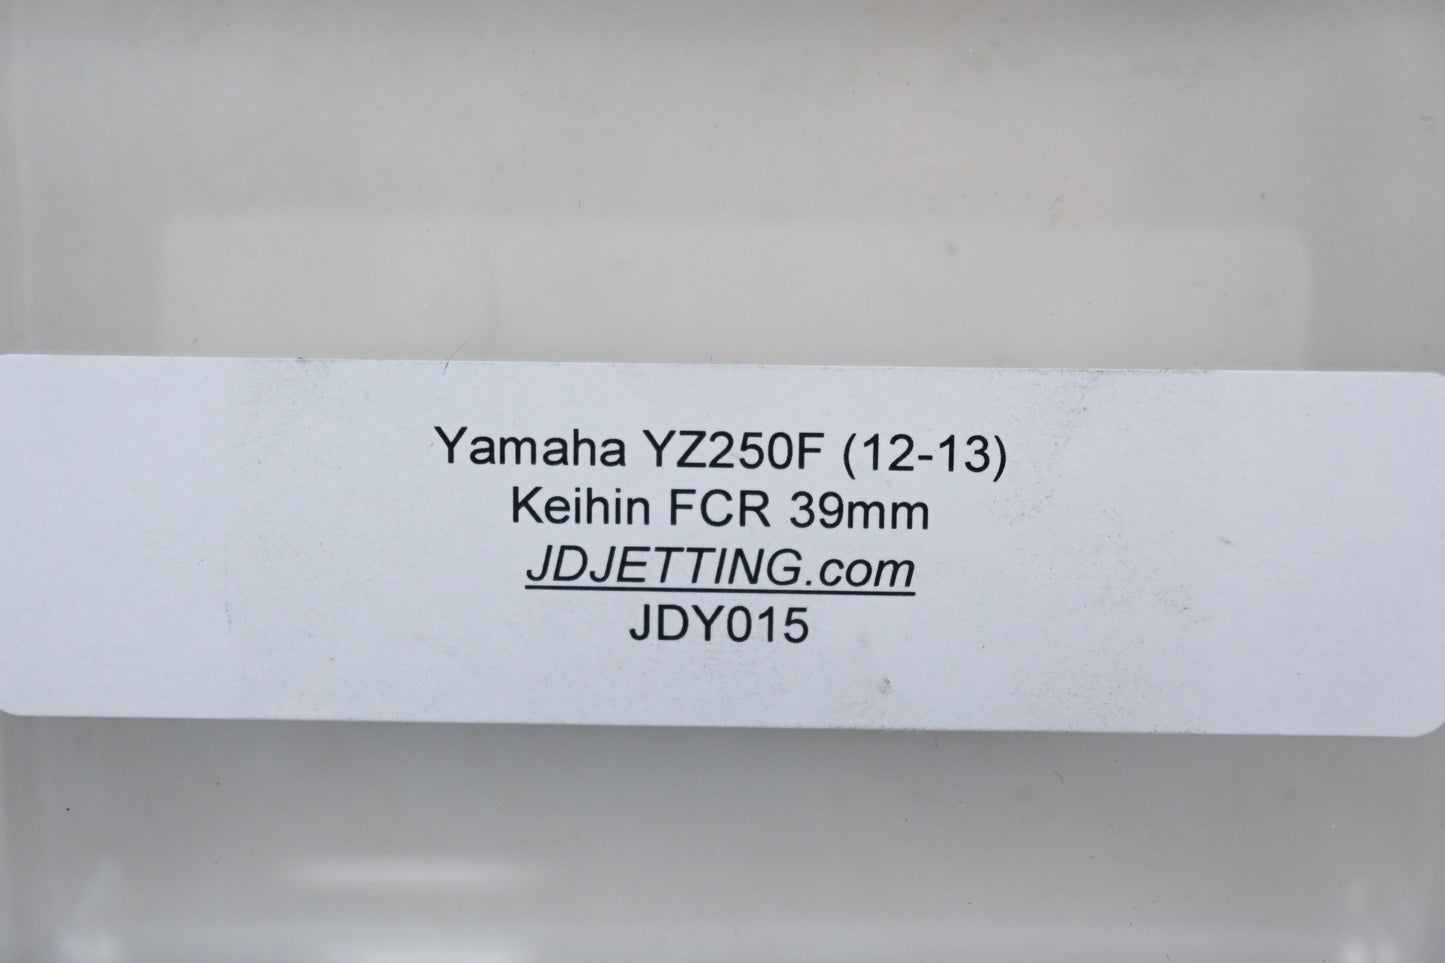 Yamaha YZ250F (12-13)
Keihin FCR 39mm
JDJETTING.com
JDY015